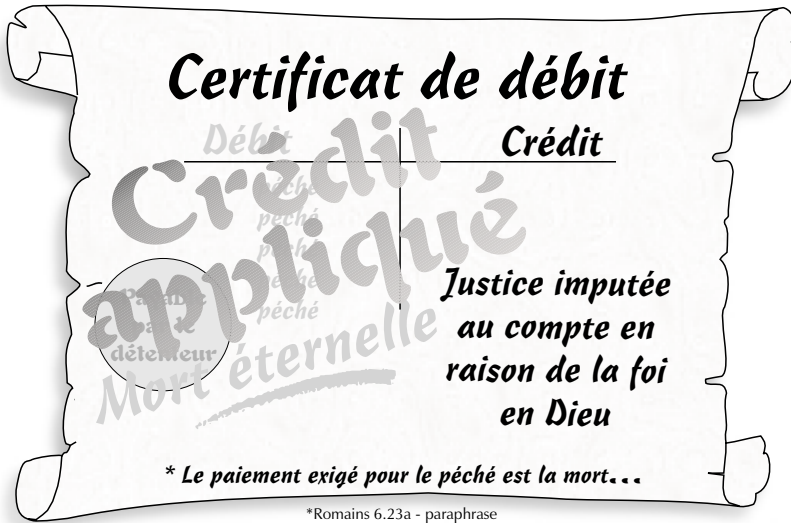 Certificat de débit
Débit
Crédit
Crédit
appliqué
péché
péché
péché
péché
péché
Payable
par le
détenteur
Mort éternelle
Justice imputée
au compte en
raison de la foi
en Dieu
* Le paiement exigé pour le péché est la mort...
*Romains 6.23a - paraphrase